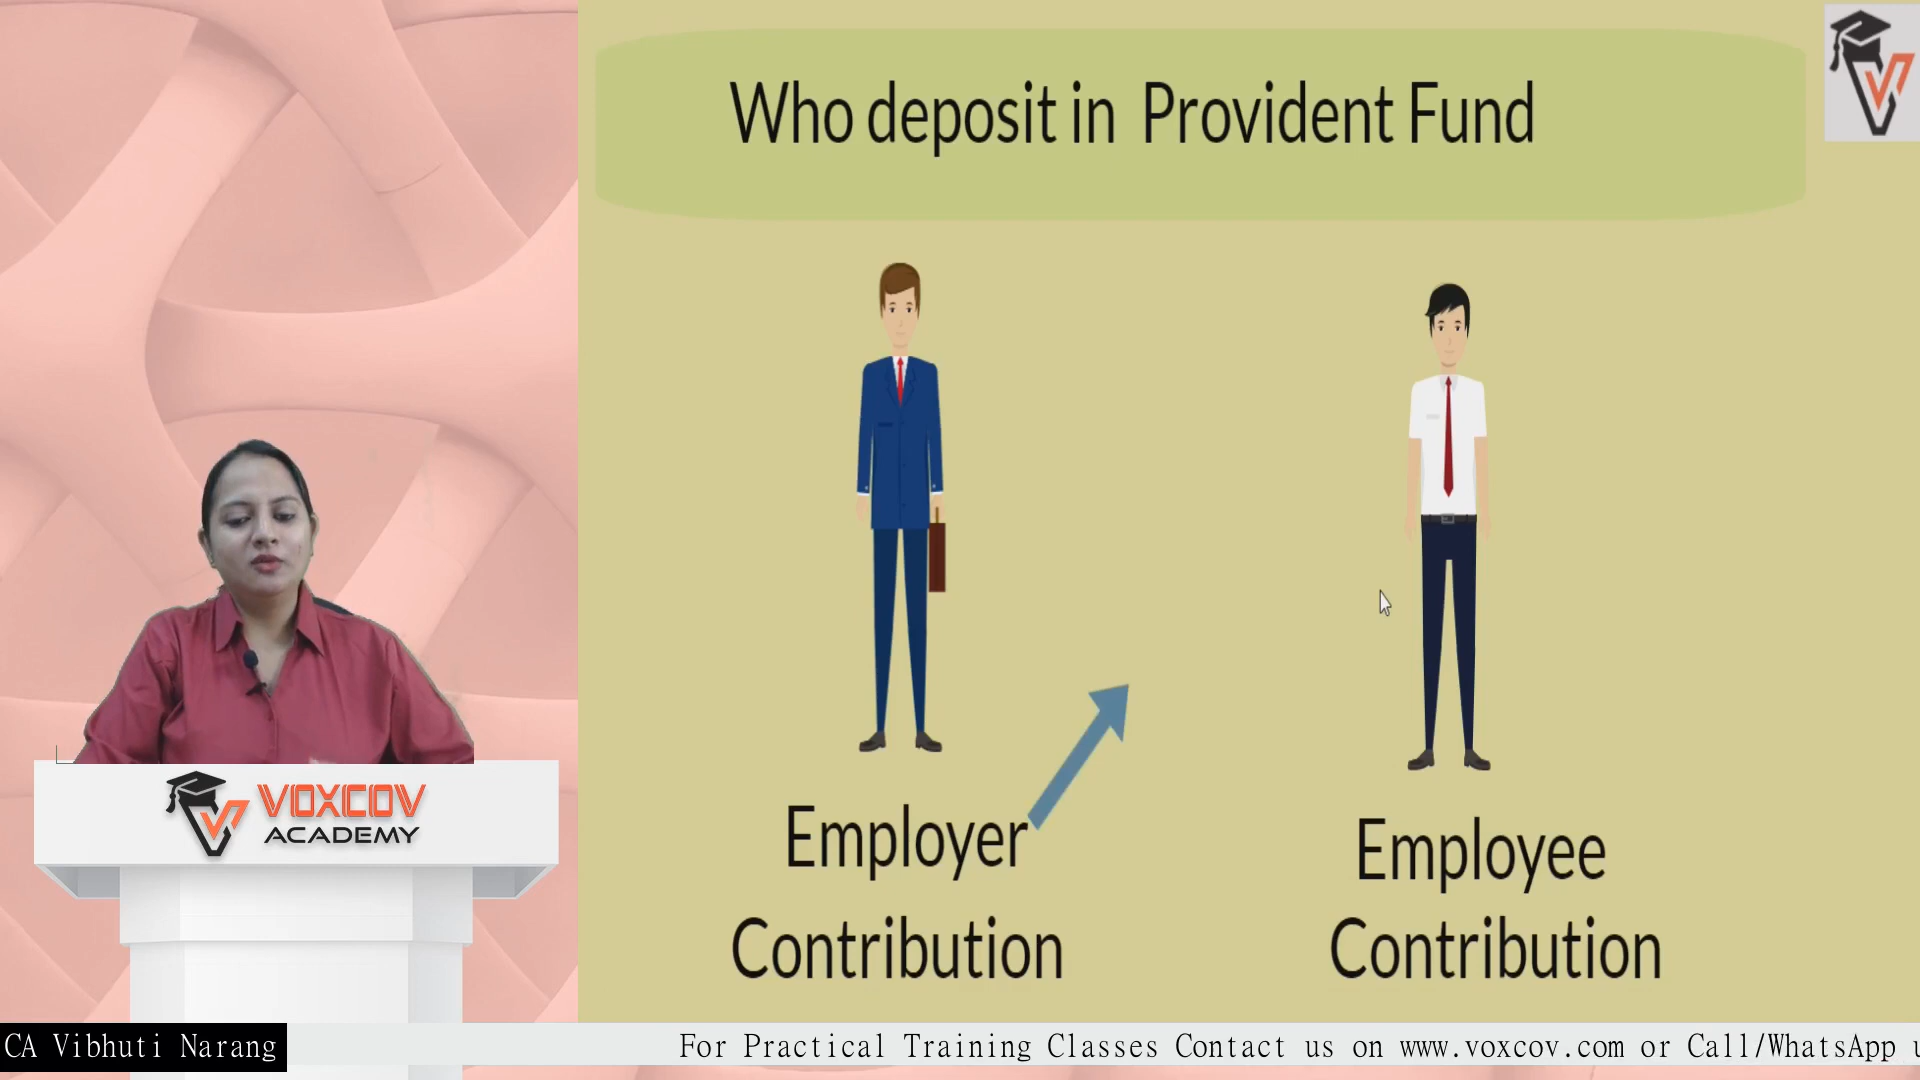 Who deposit in Provident Fund
Employer
Contribution
Employee
Contribution
VOXCOV
ACADEMY
CA Vibhuti Narang
For Practical Training Classes Contact us on www.voxcov.com or Call/WhatsApp